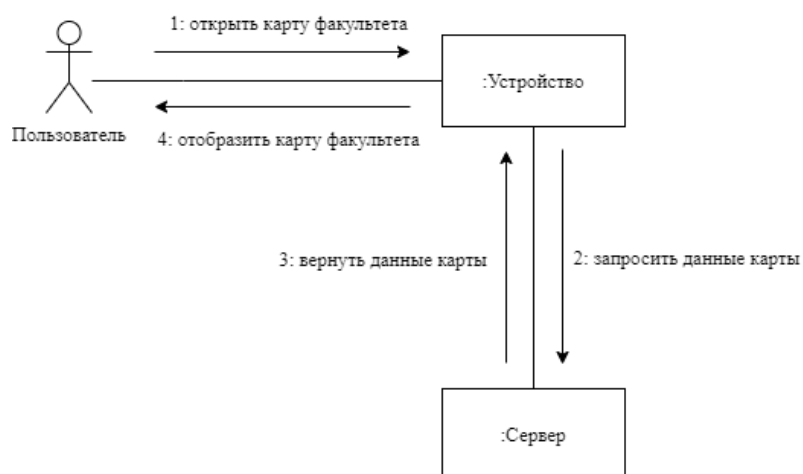 1: открыть карту факультета
:Устройство
Пользователь
4: отобразить карту факультета
3: вернуть данные карты
2: запросить данные карты
:Сервер